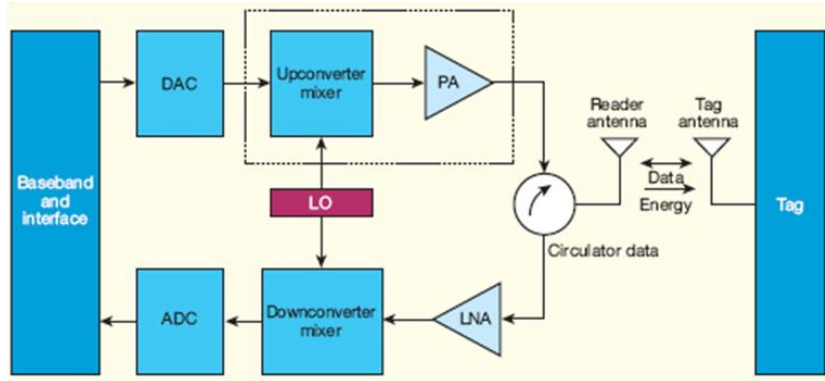 DAC
Upconverter
mixer
PA
Reader
antenna
Tag
antenna
Baseband
and
interface
LO
Data
Energy
Tag
Circulator data
ADC
Downconverter
mixer
LNA